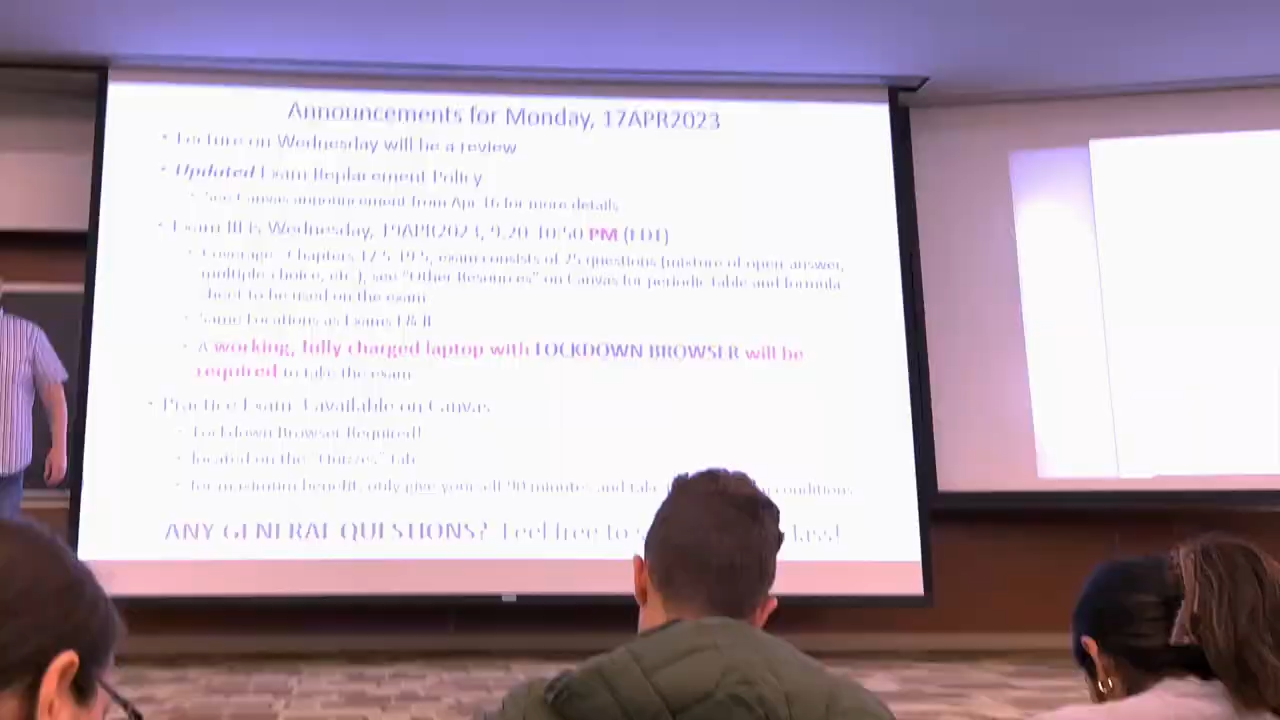 Announcements for Monday, 17APR2023
• Lecture on Wednesday will be a review
• Updated Exam Replacement Policy
• See Canvas announcement from Apr 16 for more details
• Exam III is Wednesday, 19APR2023, 9:20-10:50 PM (EDT)
• Coverage: Chapters 17.5-19.5, exam consists of 25 questions (mixture of open answer,
multiple choice, etc.), see "Other Resources" on Canvas for periodic table and formula
sheet to be used on the exam
• Same Locations as Exams I & II
• A working, fully charged laptop with LOCKDOWN BROWSER will be
required to take the exam
• Practice Exam 3 available on Canvas
• Lockdown Browser Required!
• located on the "Quizzes" tab
• for maximum benefit, only give yourself 90 minutes and take conditions
ANY GENERAL QUESTIONS? Feel free to class!